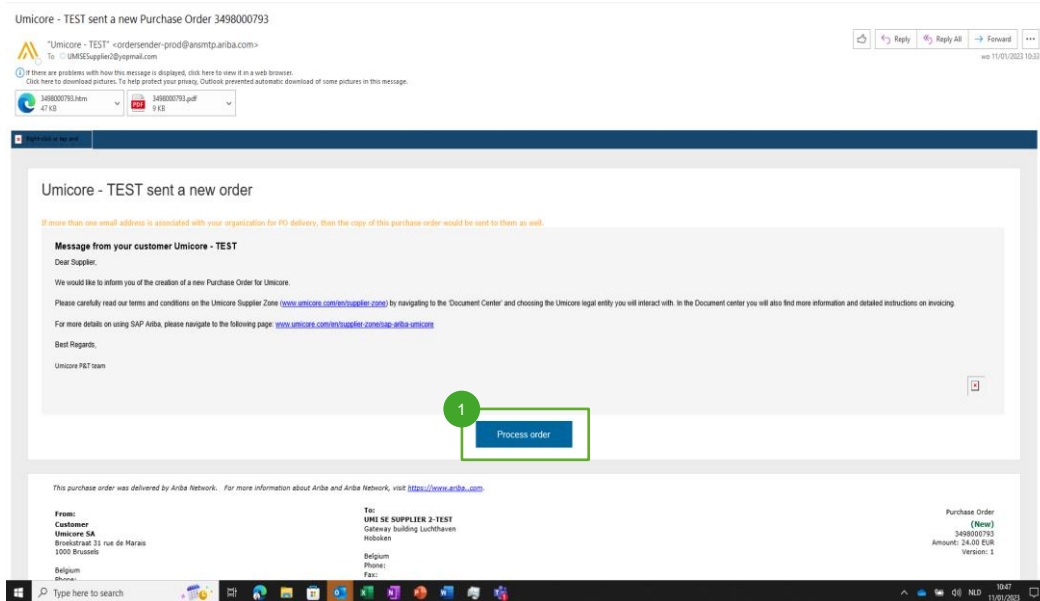 Umicore - TEST sent a new Purchase Order 3498000793
"Umicore - TEST" <ordersender-prod@ansmtp.ariba.com>
To UMISESupplier2@yopmail.com
Reply
Reply All
Forward
wo 11/01/2023 10:33
If there are problems with how this message is displayed, click here to view it in a web browser.
Click here to download pictures. To help protect your privacy, Outlook prevented automatic download of some pictures in this message.
3498000793.htm
47 KB
PDF
3498000793.pdf
9 KB
Umicore - TEST sent a new order
If more than one email address is associated with your organization for PO delivery, then the copy of this purchase order would be sent to them as well.
Message from your customer Umicore - TEST
Dear Supplier,
We would like to inform you of the creation of a new Purchase Order for Umicore.
Please carefully read our terms and conditions on the Umicore Supplier Zone (www.umicore.com/en/supplier-zone) by navigating to the 'Document Center' and choosing the Umicore legal entity you will interact with. In the Document center you will also find more information and detailed instructions on invoicing.
For more details on using SAP Ariba, please navigate to the following page: www.umicore.com/en/supplier-zone/sap-ariba-umicore
Best Regards,
Umicore P&T team
1
Process order
This purchase order was delivered by Ariba Network. For more information about Ariba and Ariba Network, visit https://www.ariba..com.
From:
Customer
Umicore SA
Broekstraat 31 rue de Marais
1000 Brussels
Belgium
Phone:
To:
UMI SE SUPPLIER 2-TEST
Gateway building Luchthaven
Hoboken
Belgium
Phone:
Fax:
Purchase Order
(New)
3498000793
Amount: 24.00 EUR
Version: 1
Type here to search
NLD
10:47
11/01/2023